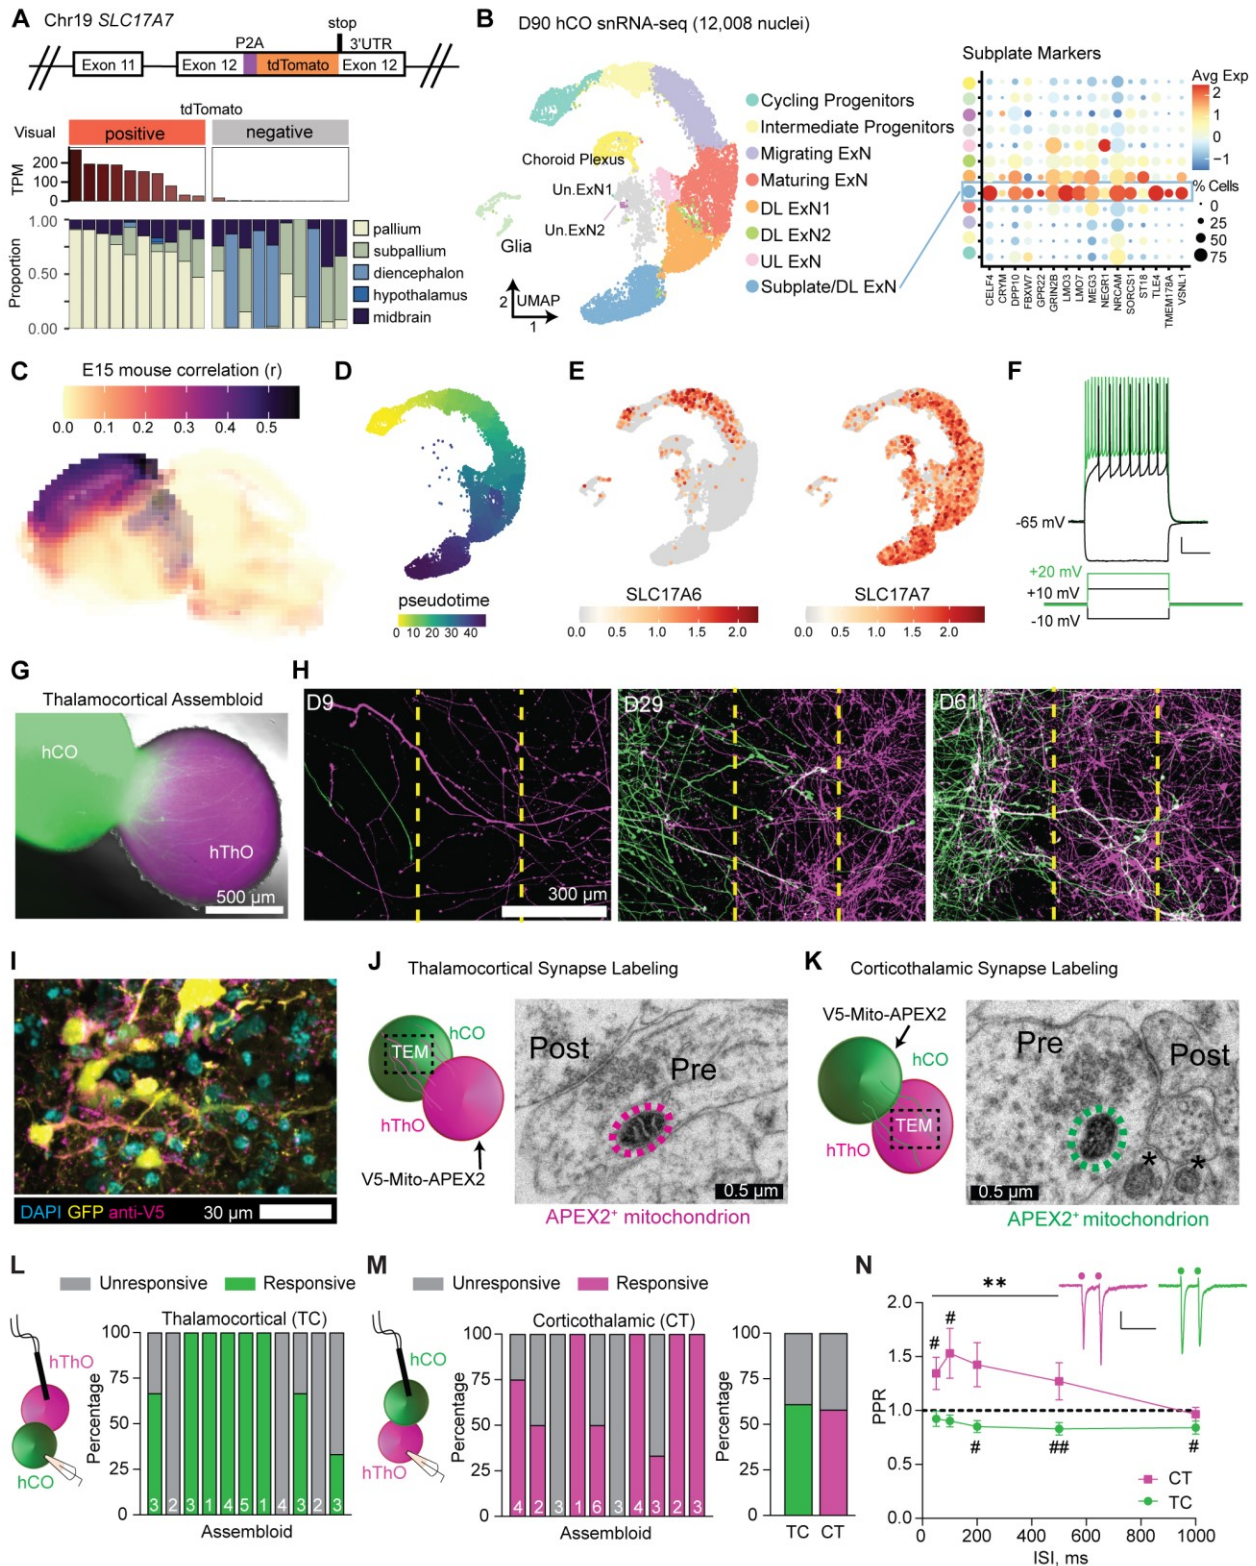 A
Chr19 SLC17A7
stop
P2A
3'UTR
Exon 11
Exon 12
tdTomato
Exon 12
tdTomato
Visual
positive
negative
TPM
200
100
0
Proportion
1.00
0.50
0.00
pallium
subpallium
diencephalon
hypothalamus
midbrain
B
D90 hCO snRNA-seq (12,008 nuclei)
Choroid Plexus
Un.ExN1
Un.ExN2
Glia
2
UMAP
1
Cycling Progenitors
Intermediate Progenitors
Migrating ExN
Maturing ExN
DL ExN1
DL ExN2
UL ExN
Subplate/DL ExN
Subplate Markers
Avg Exp
2
1
0
−1
% Cells
0
25
50
75
CELF4
CRYM
DPP10
FBXW7
GPR22
GRIN2B
LMO3
LMO7
MEG3
NEGR1
NRCAM
SORCS1
ST18
TLE4
TMEM178A
VSNL1
C
E15 mouse correlation (r)
0.0 0.1 0.2 0.3 0.4 0.5
D
pseudotime
0 10 20 30 40
E
SLC17A6
0.0 0.5 1.0 1.5 2.0
SLC17A7
0.0 0.5 1.0 1.5 2.0
F
-65 mV
+20 mV
+10 mV
-10 mV
G
Thalamocortical Assembloid
hCO
hThO
500 µm
H
D9
300 µm
D29
D61
I
DAPI GFP anti-V5
30 µm
J
Thalamocortical Synapse Labeling
TEM
hCO
hThO
V5-Mito-APEX2
Post
Pre
0.5 µm
APEX2+ mitochondrion
K
Corticothalamic Synapse Labeling
V5-Mito-APEX2
hCO
TEM
hThO
Pre
Post
* *
0.5 µm
APEX2+ mitochondrion
L
Unresponsive
Responsive
Thalamocortical (TC)
hThO
hCO
Percentage
100
75
50
25
0
3 2 3 1 4 5 1 4 3 2 3
Assembloid
M
Unresponsive
Responsive
Corticothalamic (CT)
hCO
hThO
Percentage
100
75
50
25
0
4 2 3 1 6 3 4 3 2 3
Assembloid
Percentage
100
75
50
25
0
TC CT
N
**
# #
# ## #
PPR
2.0
1.5
1.0
0.5
0 200 400 600 800 1000
ISI, ms
CT
TC